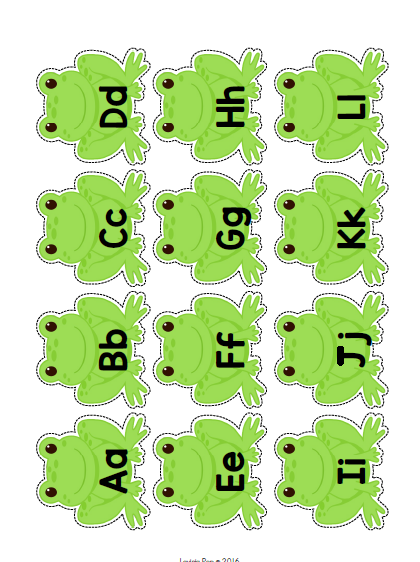 Aa Bb Cc Dd
Ee Ff Gg Hh
Ii Jj Kk Ll
© 2016